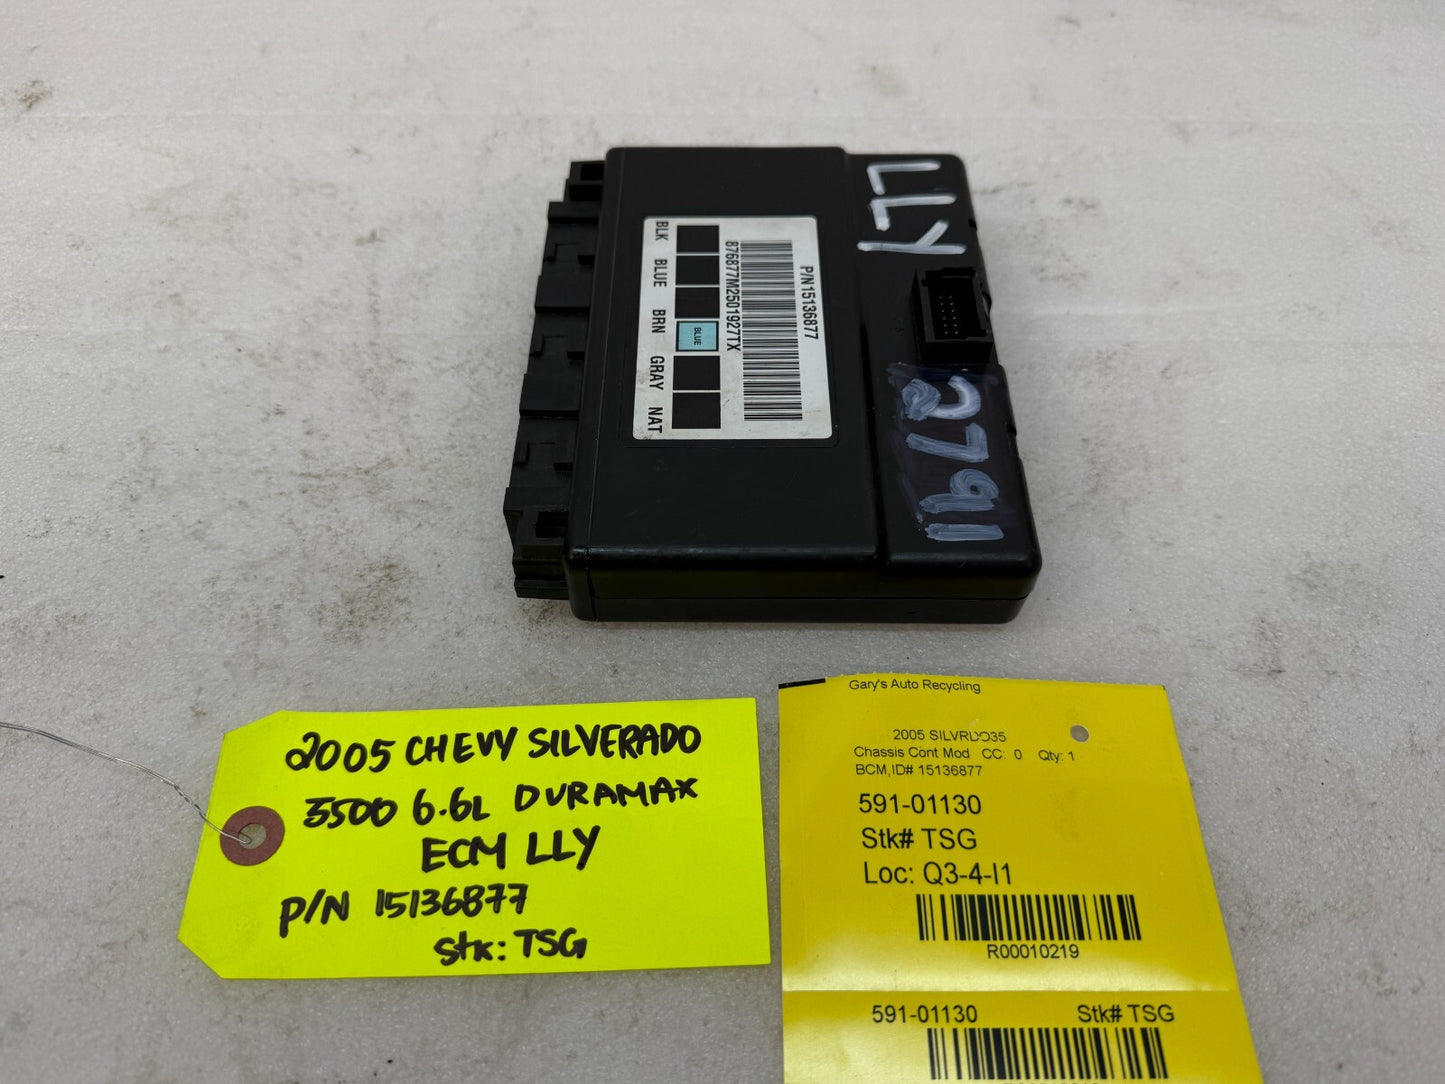 LLY
2791
P/N15136877
876877M2501927TX
BLUE
BLK BLUE BRN GRAY NAT
2005 CHEVY SILVERADO
3500 6.6L DURAMAX
ECM LLY
P/N 15136877
Stk: TSG
Gary's Auto Recycling
2005 SILVRDO35
Chassis Cont Mod CC: 0 Qty: 1
BCM,ID# 15136877
591-01130
Stk# TSG
Loc: Q3-4-I1
R00010219
591-01130 Stk# TSG